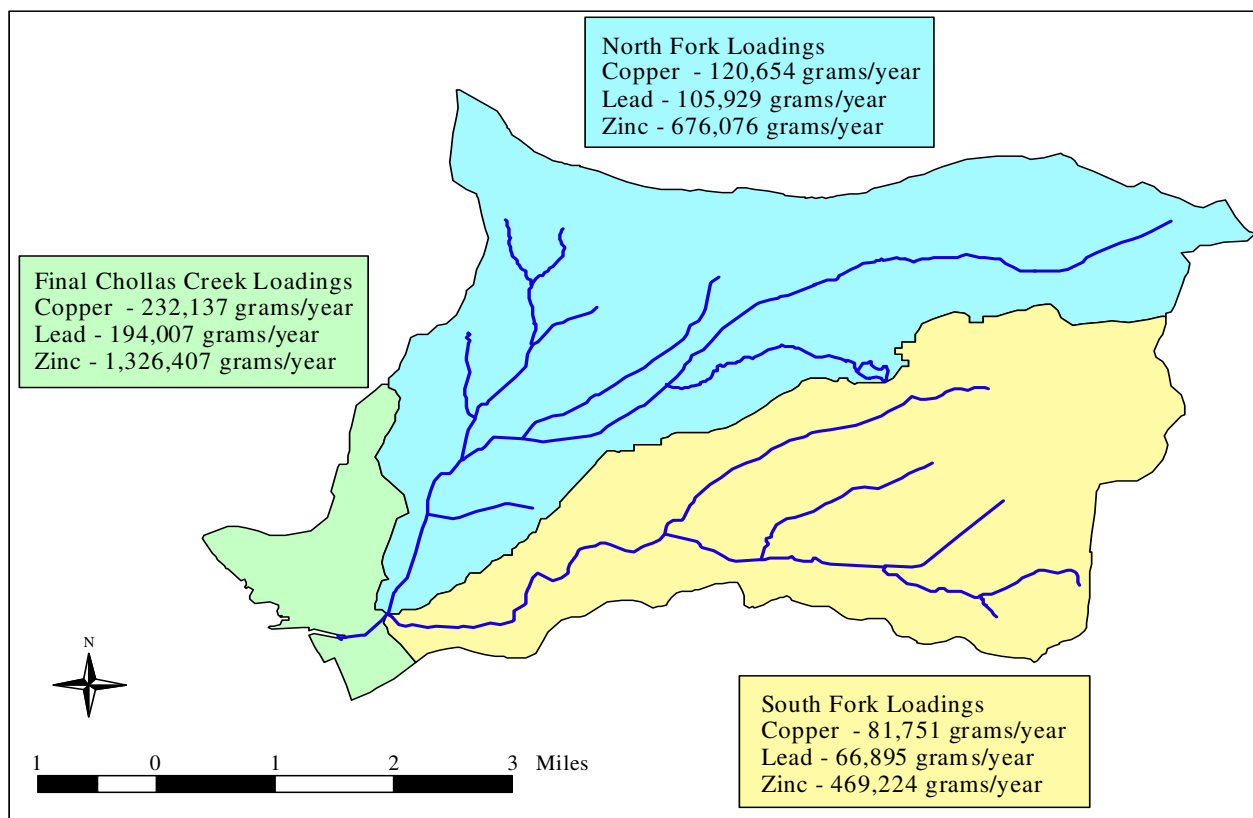 North Fork Loadings
Copper - 120,654 grams/year
Lead - 105,929 grams/year
Zinc - 676,076 grams/year
Final Chollas Creek Loadings
Copper - 232,137 grams/year
Lead - 194,007 grams/year
Zinc - 1,326,407 grams/year
N
South Fork Loadings
Copper - 81,751 grams/year
Lead - 66,895 grams/year
Zinc - 469,224 grams/year
1 0 1 2 3 Miles